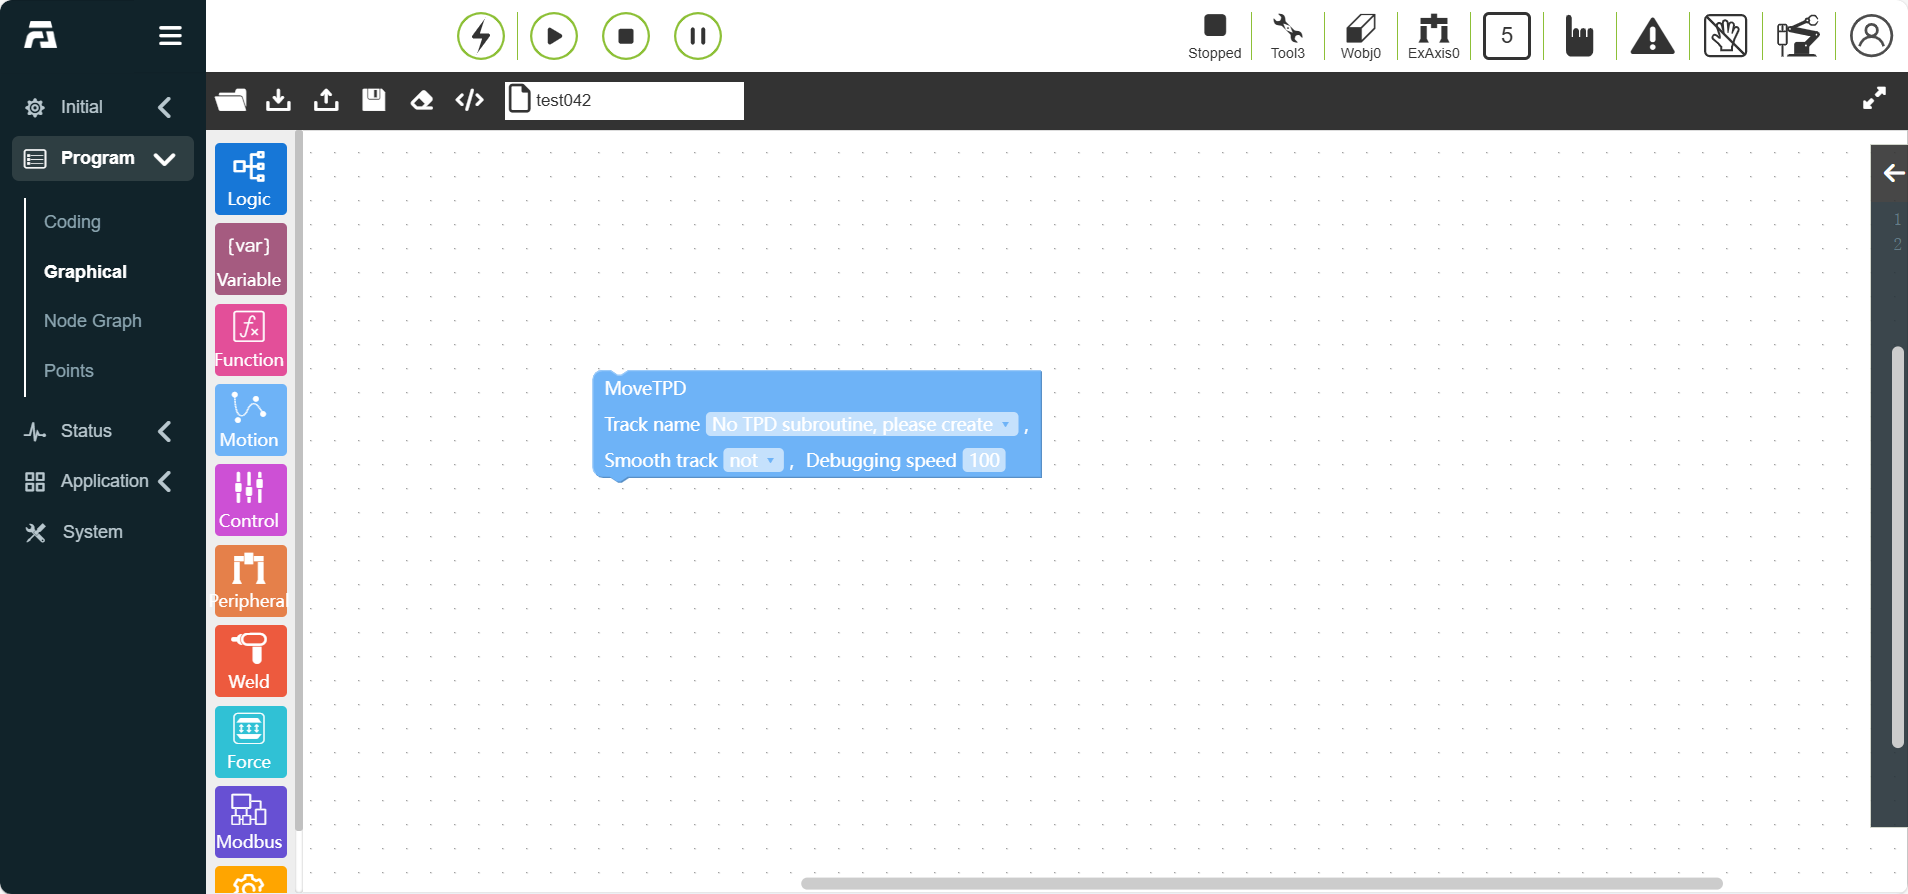 Stopped
Tool3
Wobj0
ExAxis0
5
test042
Initial
Program
Coding
Graphical
Node Graph
Points
Status
Application
System
Logic
{var}
Variable
fx
Function
Motion
Control
Peripheral
Weld
Force
Modbus
MoveTPD
Track name No TPD subroutine, please create ,
Smooth track not , Debugging speed 100
1
2